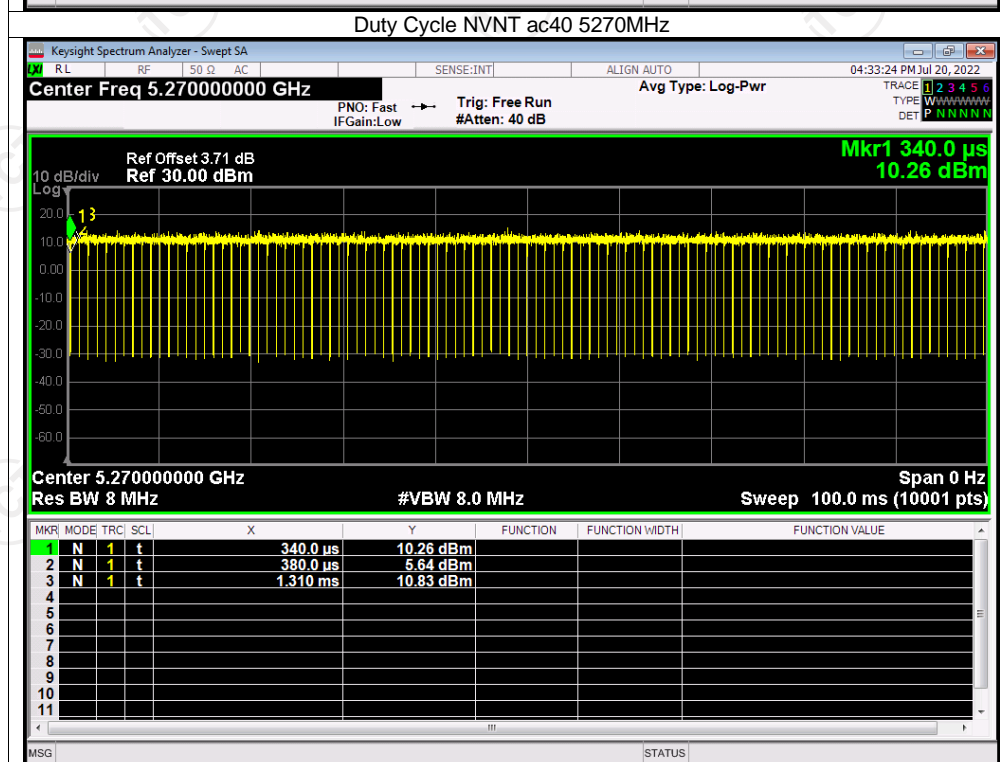 Duty Cycle NVNT ac40 5270MHz
Keysight Spectrum Analyzer - Swept SA
LXI RL RF 50 Ω AC SENSE:INT ALIGN AUTO 04:33:24 PM Jul 20, 2022
Center Freq 5.270000000 GHz Avg Type: Log-Pwr TRACE 1 2 3 4 5 6
PNO: Fast Trig: Free Run TYPE WWWWWW
IFGain:Low #Atten: 40 dB DET P N N N N N
Mkr1 340.0 µs
10.26 dBm
Ref Offset 3.71 dB
10 dB/div Ref 30.00 dBm
Log
20.0
10.0
0.00
-10.0
-20.0
-30.0
-40.0
-50.0
-60.0
1 3
Center 5.270000000 GHz Span 0 Hz
Res BW 8 MHz #VBW 8.0 MHz Sweep 100.0 ms (10001 pts)
MKR MODE TRC SCL X Y FUNCTION FUNCTION WIDTH FUNCTION VALUE
1 N 1 t 340.0 µs 10.26 dBm
2 N 1 t 380.0 µs 5.64 dBm
3 N 1 t 1.310 ms 10.83 dBm
4
5
6
7
8
9
10
11
MSG STATUS